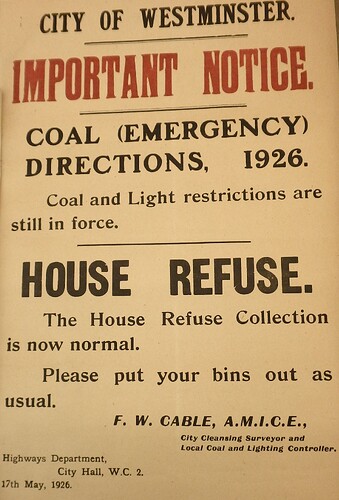 CITY OF WESTMINSTER.
IMPORTANT NOTICE.
COAL (EMERGENCY)
DIRECTIONS, 1926.
Coal and Light restrictions are
still in force.
HOUSE REFUSE.
The House Refuse Collection
is now normal.
Please put your bins out as
usual.
F. W. CABLE, A.M.I.C.E.,
City Cleansing Surveyor and
Local Coal and Lighting Controller.
Highways Department,
City Hall, W.C. 2.
17th May, 1926.